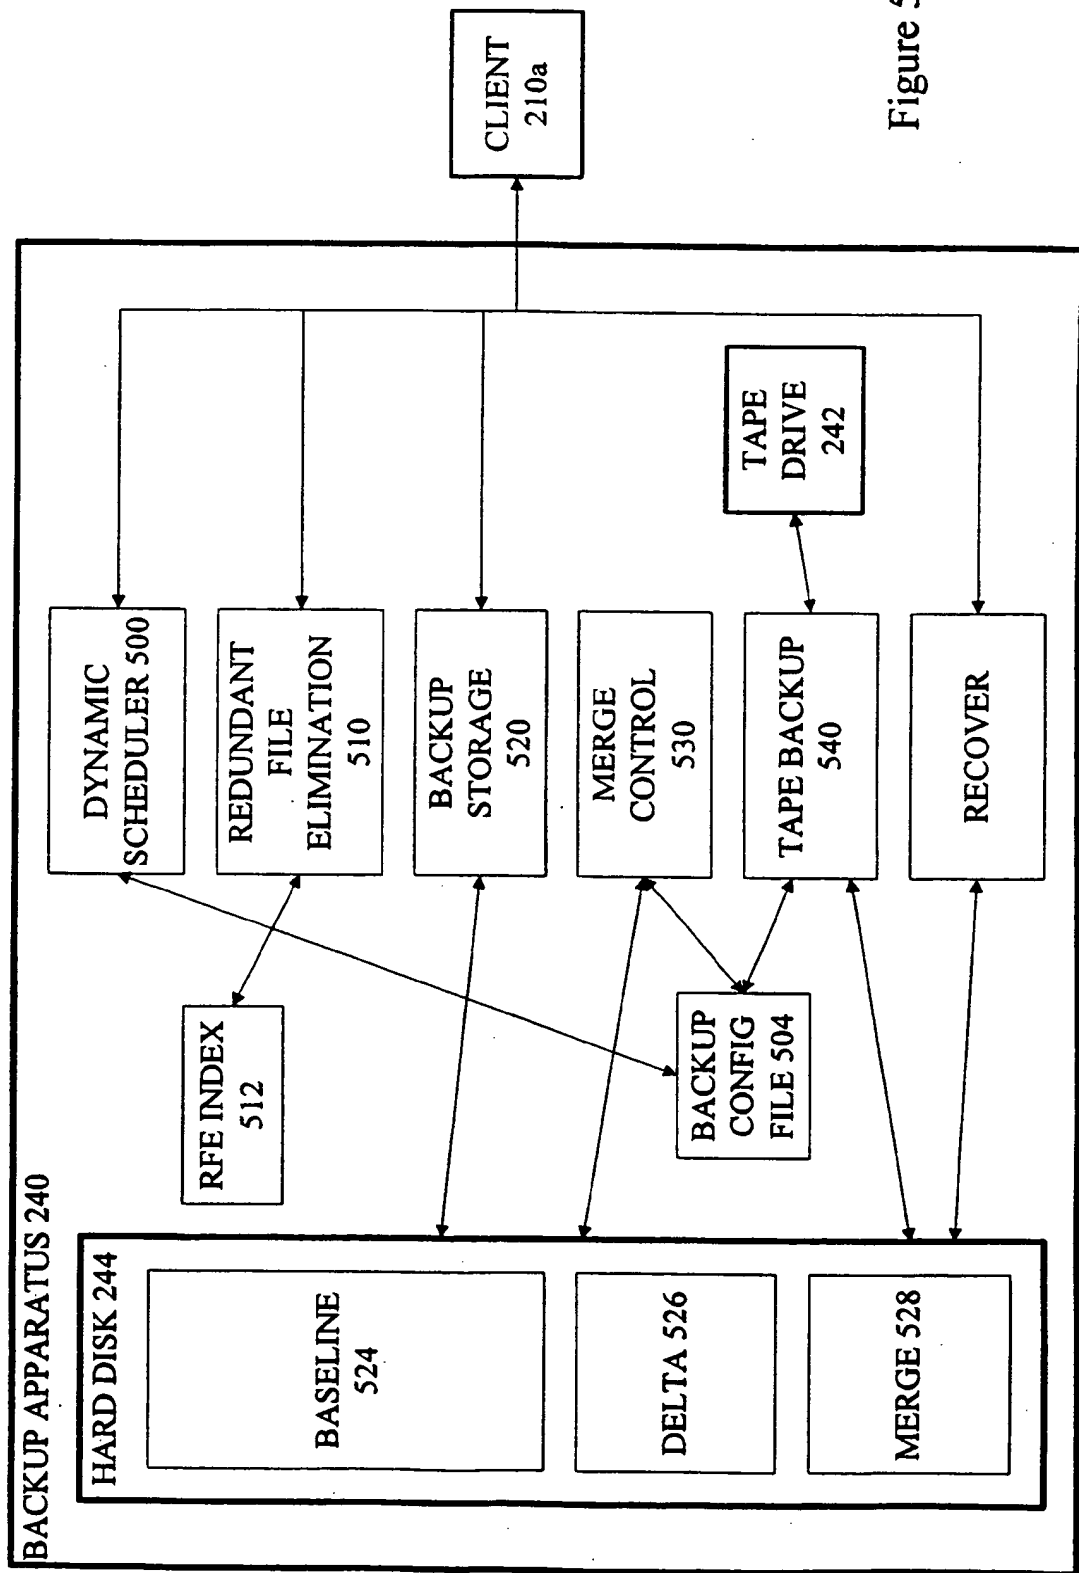 BACKUP APPARATUS 240
HARD DISK 244
BASELINE
524
DELTA 526
MERGE 528
RFE INDEX
512
BACKUP
CONFIG
FILE 504
DYNAMIC
SCHEDULER 500
REDUNDANT
FILE
ELIMINATION
510
BACKUP
STORAGE
520
MERGE
CONTROL
530
TAPE BACKUP
540
RECOVER
TAPE
DRIVE
242
CLIENT
210a
Figure 5